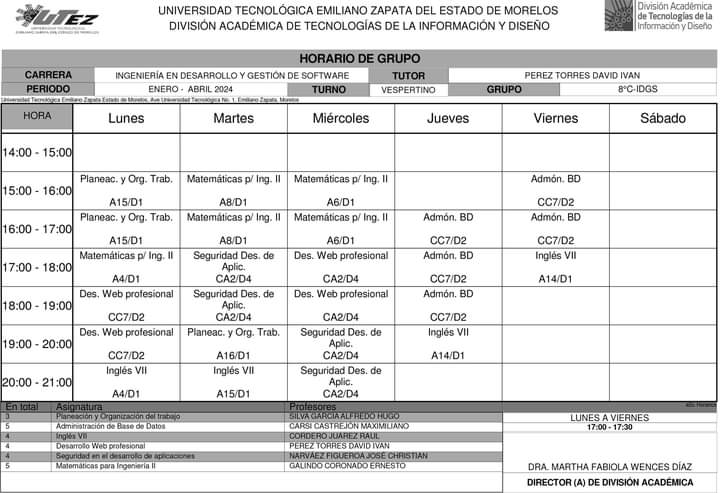 UTEZ
UNIVERSIDAD TECNOLÓGICA EMILIANO ZAPATA DEL ESTADO DE MORELOS
DIVISIÓN ACADÉMICA DE TECNOLOGÍAS DE LA INFORMACIÓN Y DISEÑO
División Académica
de Tecnologías de la
Información y Diseño
HORARIO DE GRUPO
CARRERA INGENIERÍA EN DESARROLLO Y GESTIÓN DE SOFTWARE TUTOR PEREZ TORRES DAVID IVAN
PERIODO ENERO - ABRIL 2024 TURNO VESPERTINO GRUPO 8°C-IDGS
Universidad Tecnológica Emiliano Zapata Estado de Morelos, Ave Universidad Tecnológica No. 1, Emiliano Zapata, Morelos
HORA Lunes Martes Miércoles Jueves Viernes Sábado
14:00 - 15:00
15:00 - 16:00 Planeac. y Org. Trab. Matemáticas p/ Ing. II Matemáticas p/ Ing. II Admón. BD
A15/D1 A8/D1 A6/D1 CC7/D2
16:00 - 17:00 Planeac. y Org. Trab. Matemáticas p/ Ing. II Matemáticas p/ Ing. II Admón. BD Admón. BD
A15/D1 A8/D1 A6/D1 CC7/D2 CC7/D2
17:00 - 18:00 Matemáticas p/ Ing. II Seguridad Des. de Aplic. Des. Web profesional Admón. BD Inglés VII
A4/D1 CA2/D4 CA2/D4 CC7/D2 A14/D1
18:00 - 19:00 Des. Web profesional Seguridad Des. de Aplic. Des. Web profesional Admón. BD
CC7/D2 CA2/D4 CA2/D4 CC7/D2
19:00 - 20:00 Des. Web profesional Planeac. y Org. Trab. Seguridad Des. de Aplic. Inglés VII
CC7/D2 A16/D1 CA2/D4 A14/D1
20:00 - 21:00 Inglés VII Inglés VII Seguridad Des. de Aplic.
A4/D1 A15/D1 CA2/D4
En total Asignatura Profesores
3 Planeación y Organización del trabajo SILVA GARCIA ALFREDO HUGO
5 Administración de Base de Datos CARSI CASTREJÓN MAXIMILIANO
4 Inglés VII CORDERO JUAREZ RAUL
4 Desarrollo Web profesional PEREZ TORRES DAVID IVAN
4 Seguridad en el desarrollo de aplicaciones NARVÁEZ FIGUEROA JOSÉ CHRISTIAN
5 Matemáticas para Ingeniería II GALINDO CORONADO ERNESTO
LUNES A VIERNES
17:00 - 17:30
DRA. MARTHA FABIOLA WENCES DÍAZ
DIRECTOR (A) DE DIVISIÓN ACADÉMICA